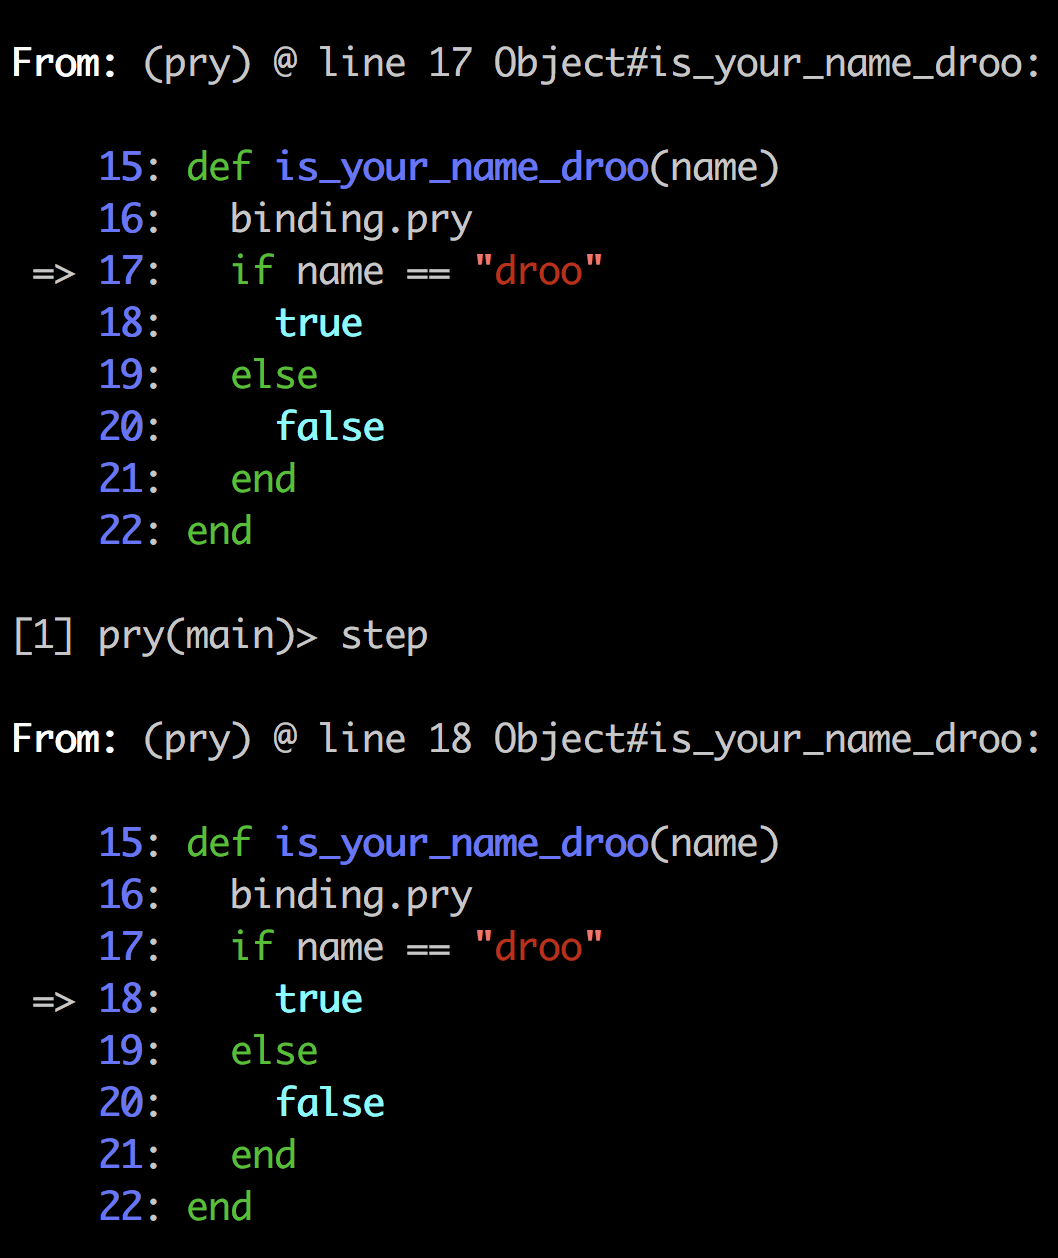 From: (pry) @ line 17 Object#is_your_name_droo:
    15: def is_your_name_droo(name)
    16:   binding.pry
 => 17:   if name == "droo"
    18:     true
    19:   else
    20:     false
    21:   end
    22: end
[1] pry(main)> step
From: (pry) @ line 18 Object#is_your_name_droo:
    15: def is_your_name_droo(name)
    16:   binding.pry
    17:   if name == "droo"
 => 18:     true
    19:   else
    20:     false
    21:   end
    22: end